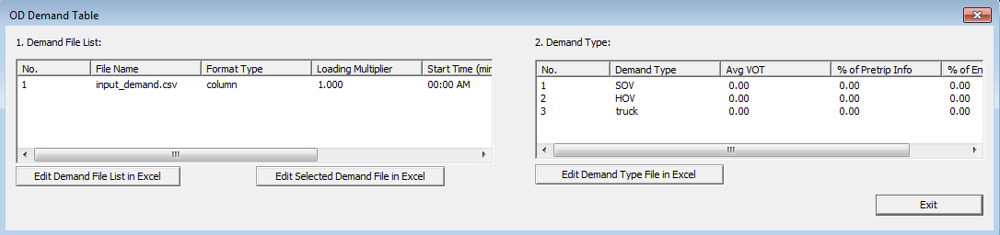 OD Demand Table
1. Demand File List:
No. File Name Format Type Loading Multiplier Start Time (min
1 input_demand.csv column 1.000 00:00 AM
Edit Demand File List in Excel Edit Selected Demand File in Excel
2. Demand Type:
No. Demand Type Avg VOT % of Pretrip Info % of En
1 SOV 0.00 0.00 0.00
2 HOV 0.00 0.00 0.00
3 truck 0.00 0.00 0.00
Edit Demand Type File in Excel
Exit